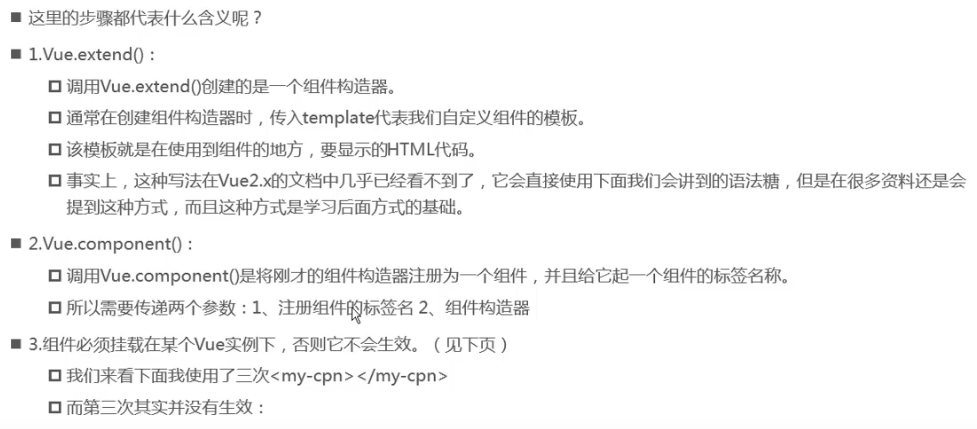 这里的步骤都代表什么含义呢？
1.Vue.extend()：
调用Vue.extend()创建的是一个组件构造器。
通常在创建组件构造器时，传入template代表我们自定义组件的模板。
该模板就是在使用到组件的地方，要显示的HTML代码。
事实上，这种写法在Vue2.x的文档中几乎已经看不到了，它会直接使用下面我们会讲到的语法糖，但是在很多资料还是会
提到这种方式，而且这种方式是学习后面方式的基础。
2.Vue.component()：
调用Vue.component()是将刚才的组件构造器注册为一个组件，并且给它起一个组件的标签名称。
所以需要传递两个参数：1、注册组件的标签名 2、组件构造器
3.组件必须挂载在某个Vue实例下，否则它不会生效。（见下页）
我们来看下面我使用了三次<my-cpn></my-cpn>
而第三次其实并没有生效：